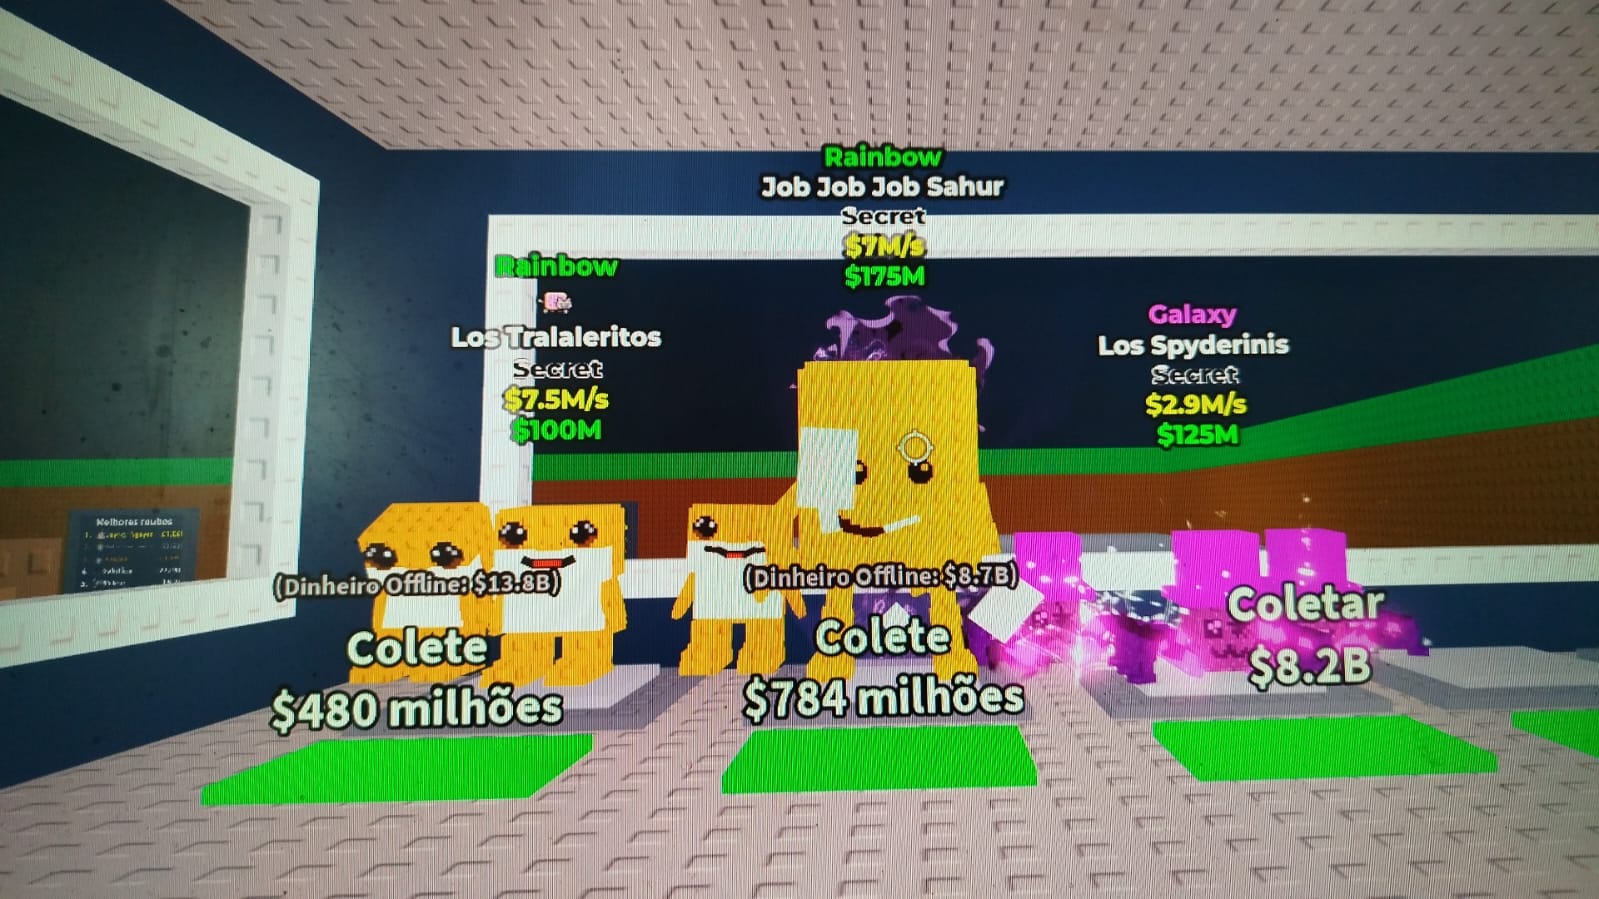 Rainbow
Job Job Job Sahur
Secret
$7M/s
$175M
Rainbow
Los Tralaleritos
Secret
$7.5M/s
$100M
Galaxy
Los Spyderinis
Secret
$2.9M/s
$125M
Melhores roubos
(Dinheiro Offline: $13.8B)
Colete
$480 milhões
(Dinheiro Offline: $8.7B)
Colete
$784 milhões
Coletar
$8.2B